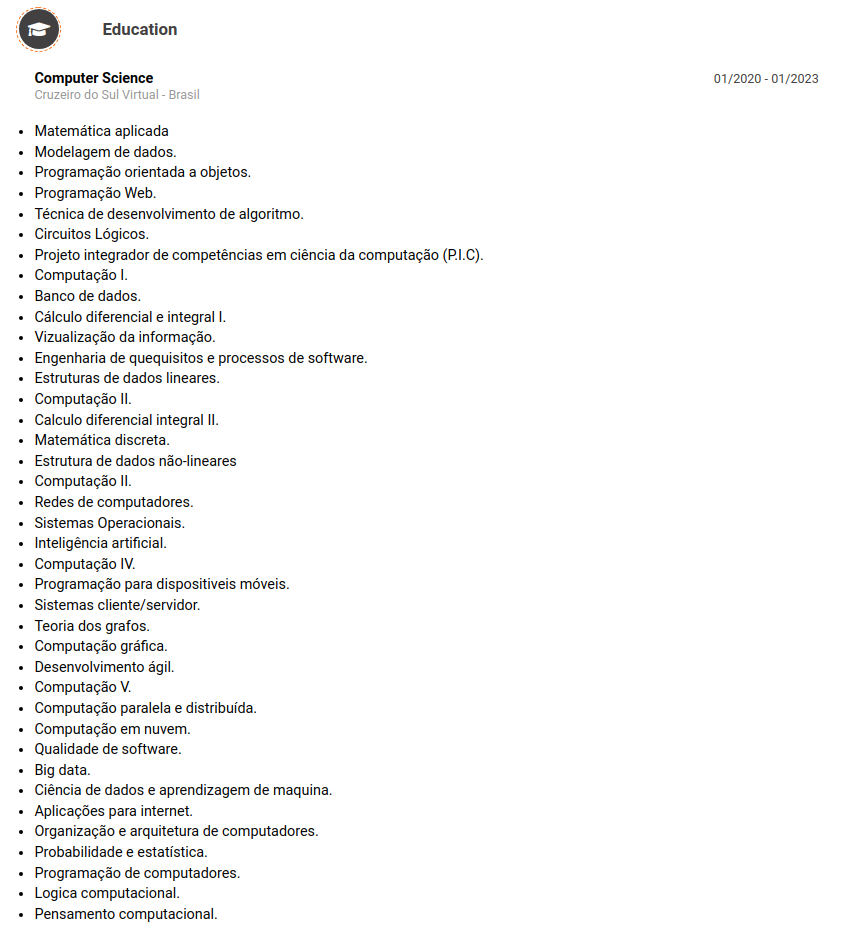 Education
Computer Science
01/2020 - 01/2023
Cruzeiro do Sul Virtual - Brasil
• Matemática aplicada
• Modelagem de dados.
• Programação orientada a objetos.
• Programação Web.
• Técnica de desenvolvimento de algoritmo.
• Circuitos Lógicos.
• Projeto integrador de competências em ciência da computação (P.I.C).
• Computação I.
• Banco de dados.
• Cálculo diferencial e integral I.
• Vizualização da informação.
• Engenharia de quequisitos e processos de software.
• Estruturas de dados lineares.
• Computação II.
• Calculo diferencial integral II.
• Matemática discreta.
• Estrutura de dados não-lineares
• Computação II.
• Redes de computadores.
• Sistemas Operacionais.
• Inteligência artificial.
• Computação IV.
• Programação para dispositiveis móveis.
• Sistemas cliente/servidor.
• Teoria dos grafos.
• Computação gráfica.
• Desenvolvimento ágil.
• Computação V.
• Computação paralela e distribuída.
• Computação em nuvem.
• Qualidade de software.
• Big data.
• Ciência de dados e aprendizagem de maquina.
• Aplicações para internet.
• Organização e arquitetura de computadores.
• Probabilidade e estatística.
• Programação de computadores.
• Logica computacional.
• Pensamento computacional.